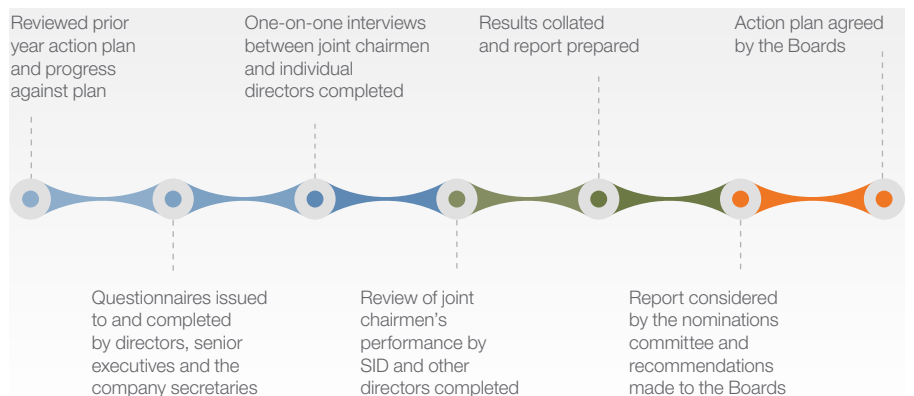 Reviewed prior
year action plan
and progress
against plan
One-on-one interviews
between joint chairmen
and individual
directors completed
Results collated
and report prepared
Action plan agreed
by the Boards
Questionnaires issued
to and completed
by directors, senior
executives and the
company secretaries
Review of joint
chairmen’s
performance by
SID and other
directors completed
Report considered
by the nominations
committee and
recommendations
made to the Boards